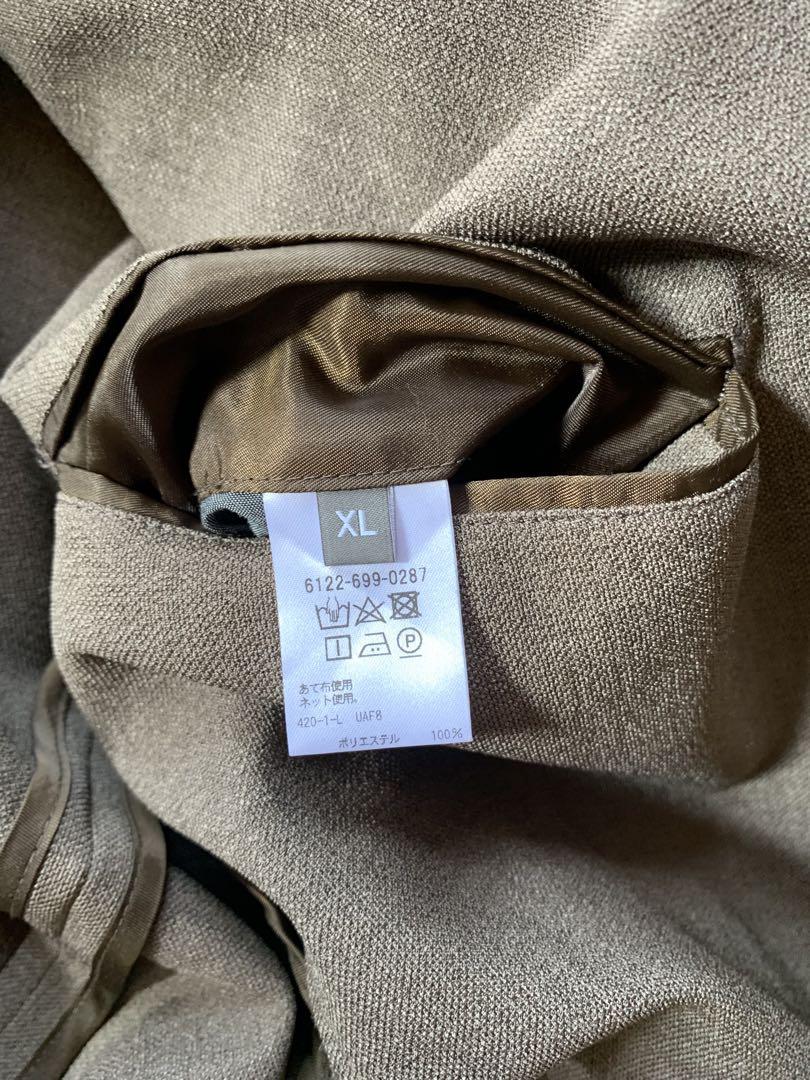 XL
6122-699-0287
あて布使用
ネット使用。
420-1-L UAF8
ポリエステル 100%